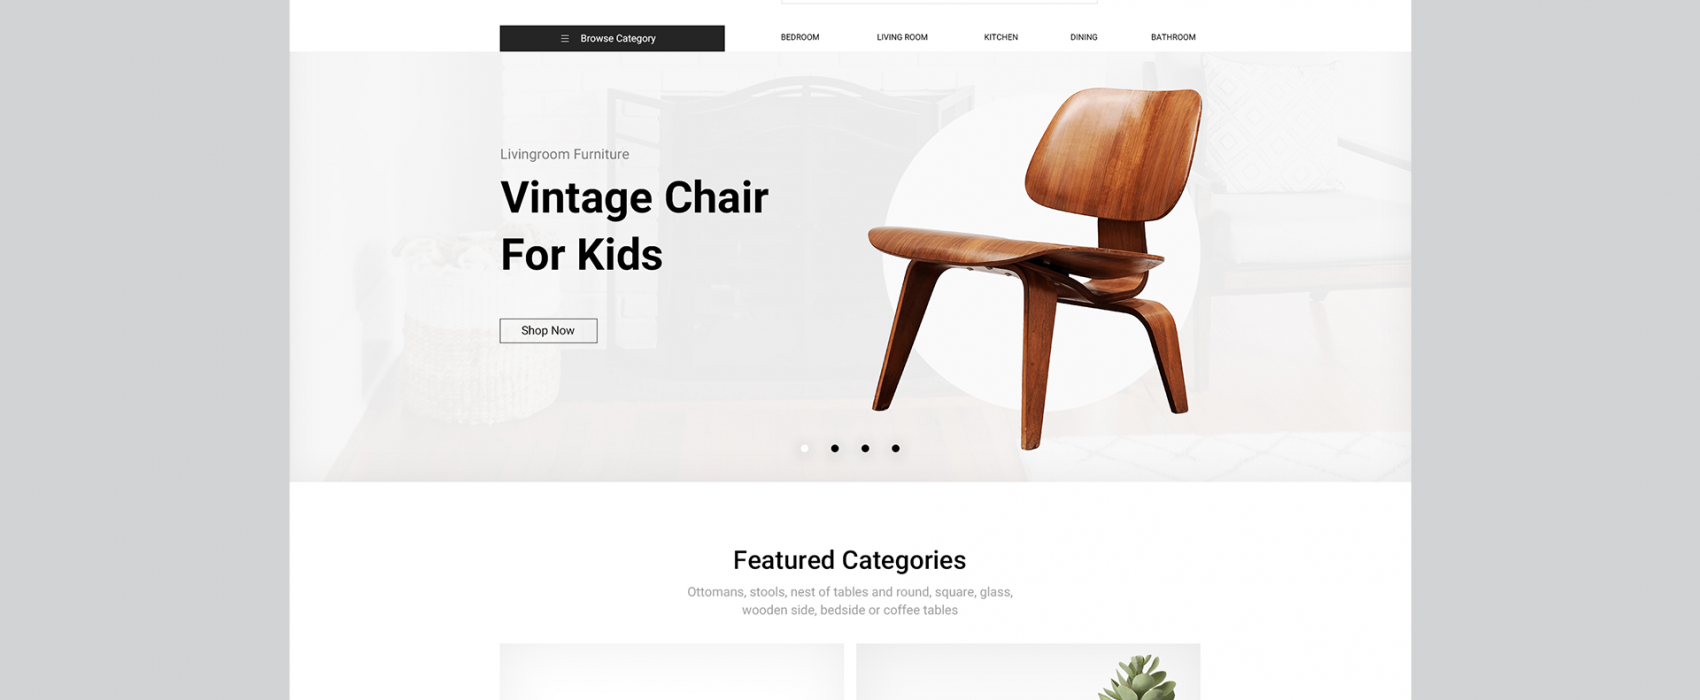 Browse Category
BEDROOM
LIVING ROOM
KITCHEN
DINING
BATHROOM
Livingroom Furniture
Vintage Chair
For Kids
Shop Now
Featured Categories
Ottomans, stools, nest of tables and round, square, glass,
wooden side, bedside or coffee tables